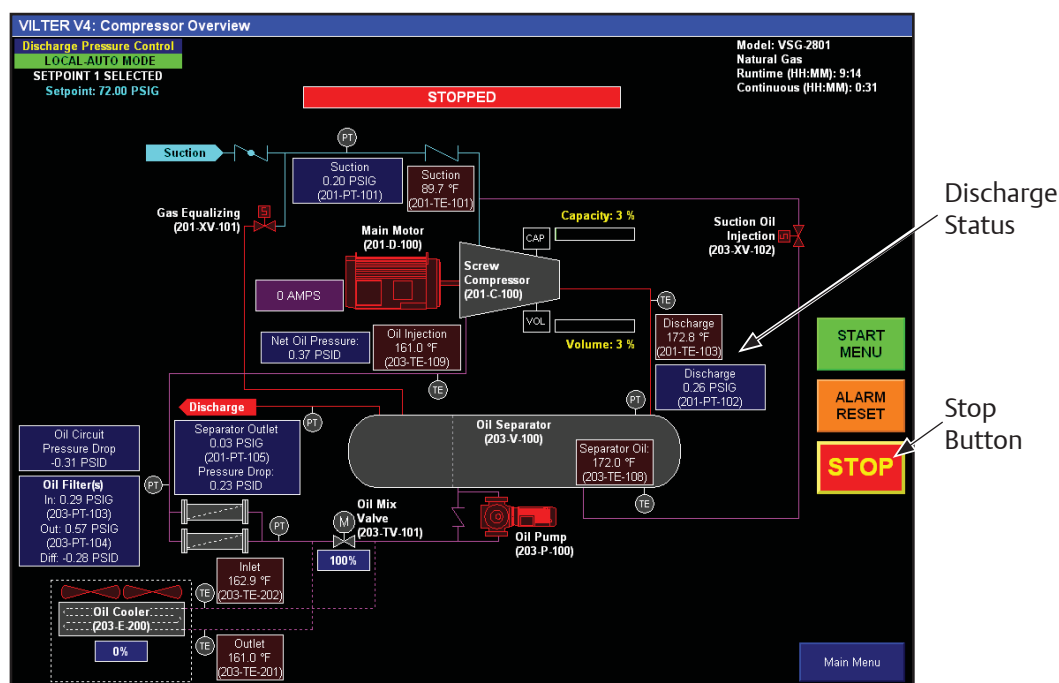 VILTER V4: Compressor Overview
Discharge Pressure Control
LOCAL-AUTO MODE
SETPOINT 1 SELECTED
Setpoint: 72.00 PSIG
Model: VSG-2801
Natural Gas
Runtime (HH:MM): 9:14
Continuous (HH:MM): 0:31
STOPPED
PT
Suction
Suction
0.20 PSIG
(201-PT-101)
Suction
89.7 °F
(201-TE-101)
Gas Equalizing
(201-XV-101)
S
Main Motor
(201-D-100)
Capacity: 3 %
CAP
Suction Oil
Injection
(203-XV-102)
S
Discharge
Status
Screw
Compressor
(201-C-100)
0 AMPS
TE
VOL
Volume: 3 %
Net Oil Pressure:
0.37 PSID
Oil Injection
161.0 °F
(203-TE-109)
TE
Discharge
172.8 °F
(201-TE-103)
Discharge
0.26 PSIG
(201-PT-102)
START
MENU
ALARM
RESET
STOP
Stop
Button
Discharge
PT
PT
Oil Separator
(203-V-100)
Separator Oil:
172.0 °F
(203-TE-108)
TE
Oil Circuit
Pressure Drop
-0.31 PSID
Separator Outlet
0.03 PSIG
(201-PT-105)
Pressure Drop:
0.23 PSID
Oil Filter(s)
In: 0.29 PSIG
(203-PT-103)
Out: 0.57 PSIG
(203-PT-104)
Diff: -0.28 PSID
PT
PT
M
Oil Mix
Valve
(203-TV-101)
100%
Oil Pump
(203-P-100)
Inlet
162.9 °F
(203-TE-202)
TE
Oil Cooler
(203-E-200)
0%
TE
Outlet
161.0 °F
(203-TE-201)
Main Menu